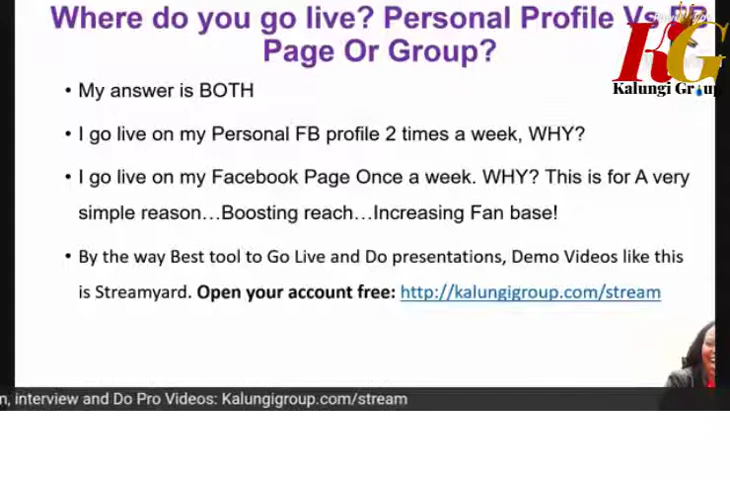 Where do you go live? Personal Profile Vs FB
Page Or Group?
KG
Kalungi Group
• My answer is BOTH
• I go live on my Personal FB profile 2 times a week, WHY?
• I go live on my Facebook Page Once a week. WHY? This is for A very
simple reason...Boosting reach...Increasing Fan base!
• By the way Best tool to Go Live and Do presentations, Demo Videos like this
is Streamyard. Open your account free: http://kalungigroup.com/stream
n, interview and Do Pro Videos: Kalungigroup.com/stream